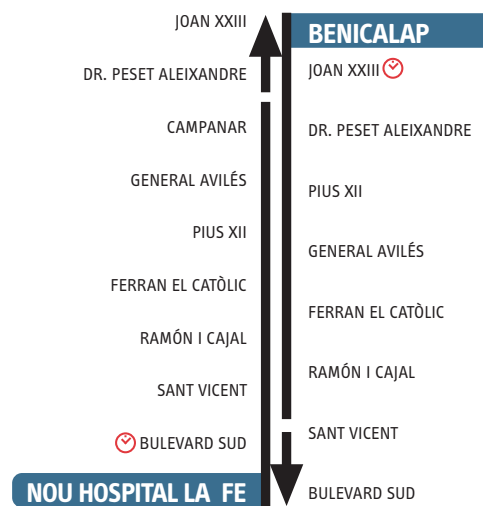 JOAN XXIII
DR. PESET ALEIXANDRE
CAMPANAR
GENERAL AVILÉS
PIUS XII
FERRAN EL CATÒLIC
RAMÓN I CAJAL
SANT VICENT
BULEVARD SUD
NOU HOSPITAL LA FE
BENICALAP
JOAN XXIII
DR. PESET ALEIXANDRE
PIUS XII
GENERAL AVILÉS
FERRAN EL CATÒLIC
RAMÓN I CAJAL
SANT VICENT
BULEVARD SUD